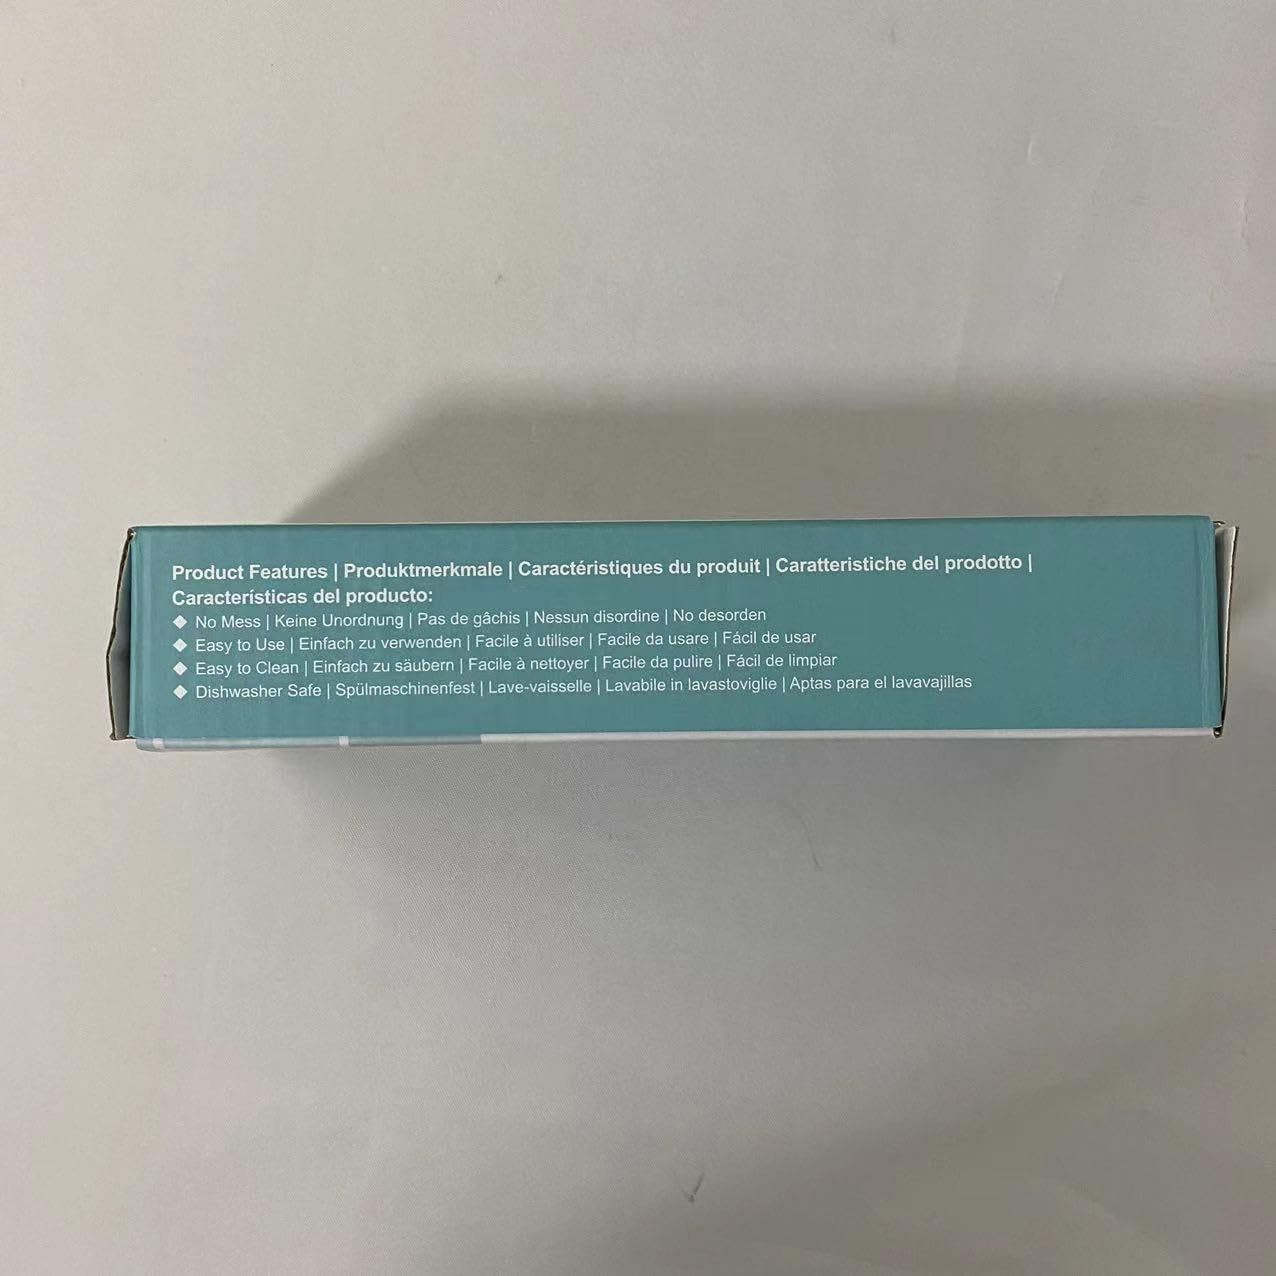 Product Features | Produktmerkmale | Caractéristiques du produit | Caratteristiche del prodotto |
Características del producto:
◆ No Mess | Keine Unordnung | Pas de gâchis | Nessun disordine | No desorden
◆ Easy to Use | Einfach zu verwenden | Facile à utiliser | Facile da usare | Fácil de usar
◆ Easy to Clean | Einfach zu säubern | Facile à nettoyer | Facile da pulire | Fácil de limpiar
◆ Dishwasher Safe | Spülmaschinenfest | Lave-vaisselle | Lavabile in lavastoviglie | Aptas para el lavavajillas